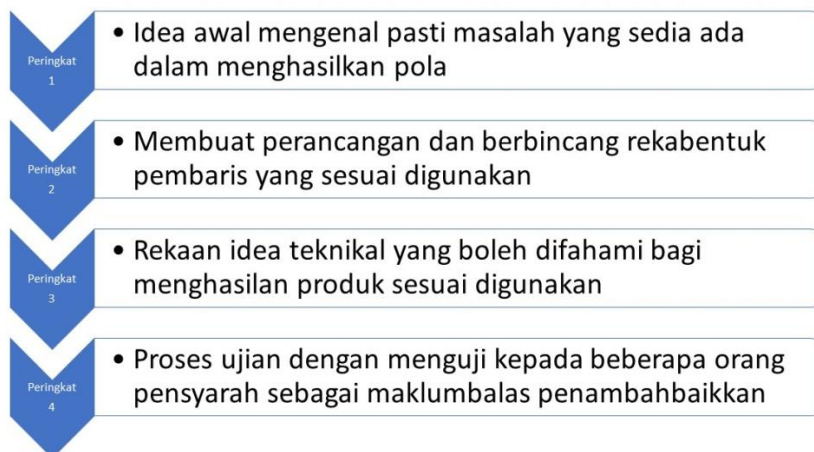 Peringkat
1
• Idea awal mengenal pasti masalah yang sedia ada
dalam menghasilkan pola
Peringkat
2
• Membuat perancangan dan berbincang rekabentuk
pembaris yang sesuai digunakan
Peringkat
3
• Rekaan idea teknikal yang boleh difahami bagi
menghasilan produk sesuai digunakan
Peringkat
4
• Proses ujian dengan menguji kepada beberapa orang
pensyarah sebagai maklumbalas penambahbaikkan